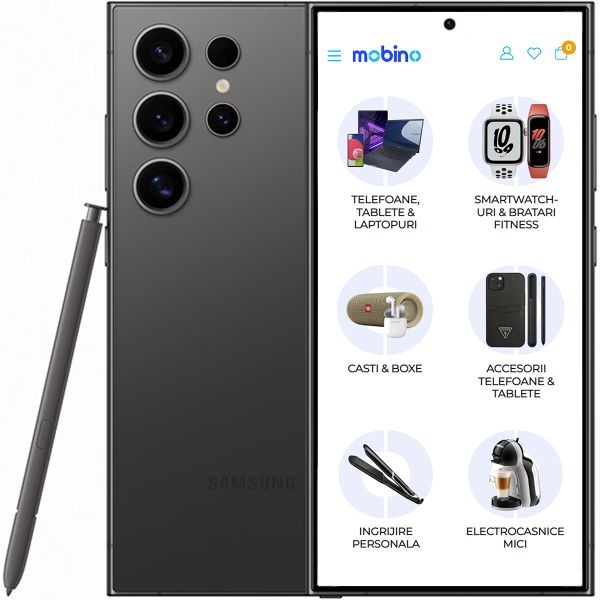 mobino
0
TELEFOANE,
TABLETE &
LAPTOPURI
SMARTWATCH-
URI & BRATARI
FITNESS
CASTI & BOXE
ACCESORII
TELEFOANE &
TABLETE
INGRIJIRE
PERSONALA
ELECTROCASNICE
MICI
SAMSUNG